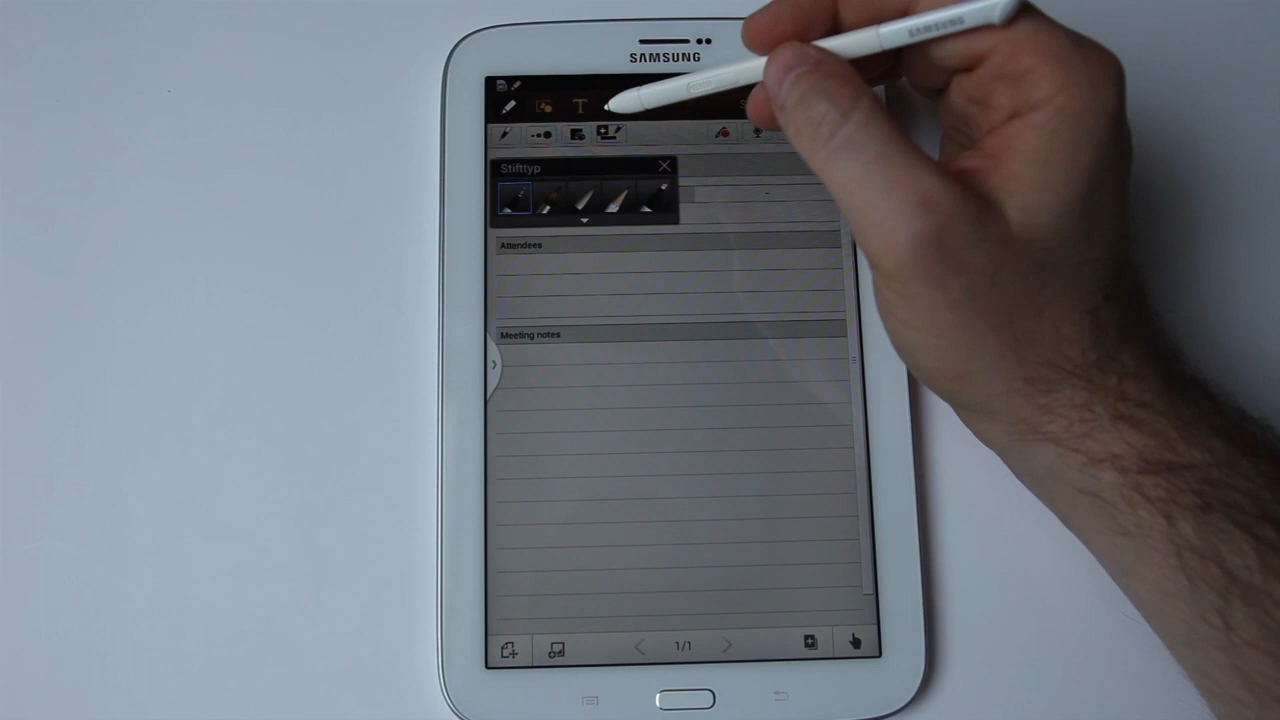 SAMSUNG
SAMSUNG
T
Stifttyp
Attendees
Meeting notes
1/1